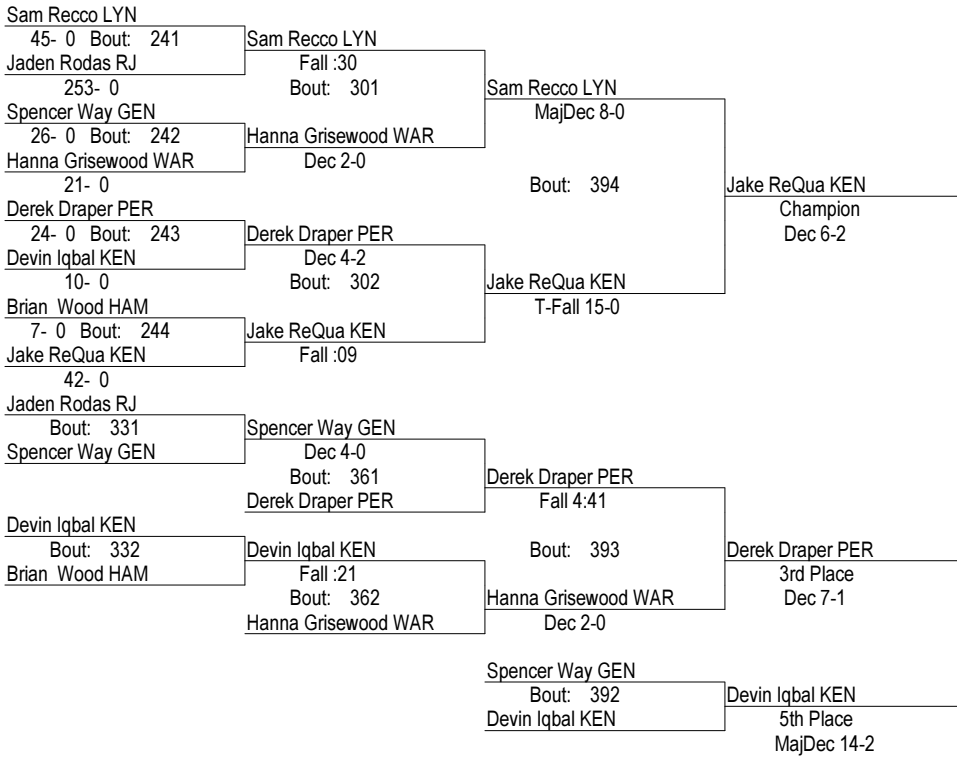 Sam Recco LYN
45- 0 Bout: 241
Jaden Rodas RJ
253- 0
Spencer Way GEN
26- 0 Bout: 242
Hanna Grisewood WAR
21- 0
Derek Draper PER
24- 0 Bout: 243
Devin Iqbal KEN
10- 0
Brian Wood HAM
7- 0 Bout: 244
Jake ReQua KEN
42- 0
Sam Recco LYN
Fall :30
Bout: 301
Hanna Grisewood WAR
Dec 2-0
Derek Draper PER
Dec 4-2
Bout: 302
Jake ReQua KEN
Fall :09
Sam Recco LYN
MajDec 8-0
Bout: 394
Jake ReQua KEN
T-Fall 15-0
Jake ReQua KEN
Champion
Dec 6-2
Jaden Rodas RJ
Bout: 331
Spencer Way GEN
Devin Iqbal KEN
Bout: 332
Brian Wood HAM
Spencer Way GEN
Dec 4-0
Bout: 361
Derek Draper PER
Devin Iqbal KEN
Fall :21
Bout: 362
Hanna Grisewood WAR
Derek Draper PER
Fall 4:41
Bout: 393
Hanna Grisewood WAR
Dec 2-0
Derek Draper PER
3rd Place
Dec 7-1
Spencer Way GEN
Bout: 392
Devin Iqbal KEN
Devin Iqbal KEN
5th Place
MajDec 14-2